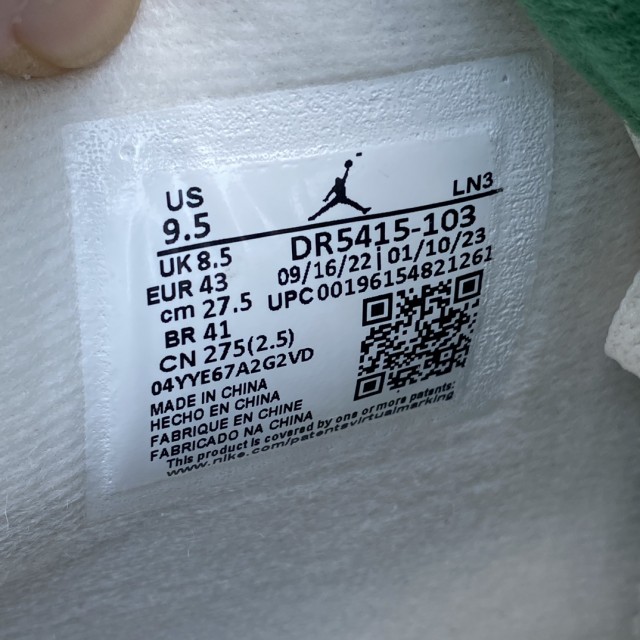 US
9.5
LN3
UK 8.5
DR5415-103
EUR 43
09/16/22 | 01/10/23
cm 27.5
UPC 00196154821261
BR 41
CN 275(2.5)
04YYE67A2G2VD
MADE IN CHINA
HECHO EN CHINA
FABRIQUE EN CHINE
FABRICADO NA CHINA
This product is covered by one or more patents:
www.nike.com/patentsvirtualmarking